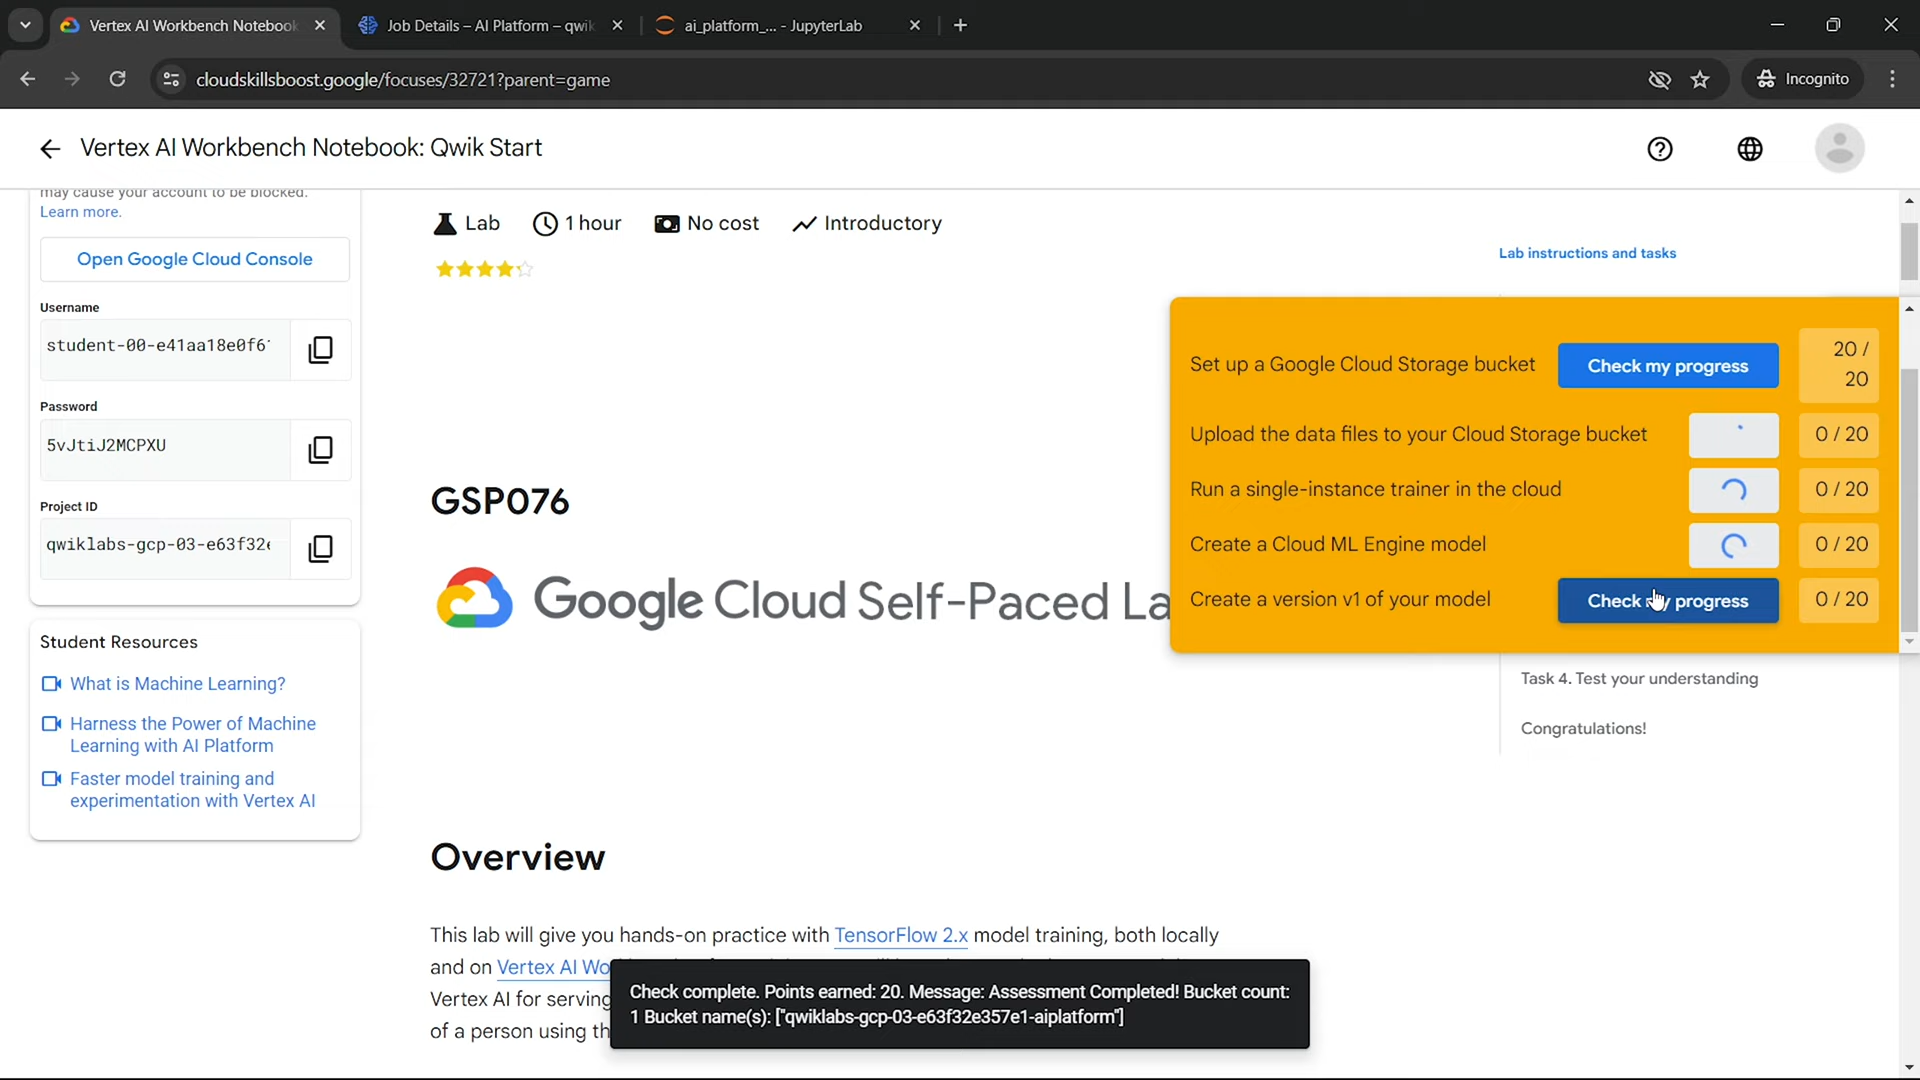 Vertex AI Workbench Notebook
Job Details – AI Platform – qwik
ai_platform_... - JupyterLab
cloudskillsboost.google/focuses/32721?parent=game
Incognito
Vertex AI Workbench Notebook: Qwik Start
may cause your account to be blocked.
Learn more.
Open Google Cloud Console
Username
student-00-e41aa18e0f6
Password
5vJtiJ2MCPXU
Project ID
qwiklabs-gcp-03-e63f32
Student Resources
What is Machine Learning?
Harness the Power of Machine
Learning with AI Platform
Faster model training and
experimentation with Vertex AI
Lab 1 hour No cost Introductory
GSP076
Google Cloud Self-Paced La
Overview
This lab will give you hands-on practice with TensorFlow 2.x model training, both locally
and on Vertex AI Wo
Vertex AI for serving
of a person using th
Lab instructions and tasks
Set up a Google Cloud Storage bucket Check my progress 20 / 20
Upload the data files to your Cloud Storage bucket 0 / 20
Run a single-instance trainer in the cloud 0 / 20
Create a Cloud ML Engine model 0 / 20
Create a version v1 of your model Check my progress 0 / 20
Task 4. Test your understanding
Congratulations!
Check complete. Points earned: 20. Message: Assessment Completed! Bucket count:
1 Bucket name(s): ["qwiklabs-gcp-03-e63f32e357e1-aiplatform"]